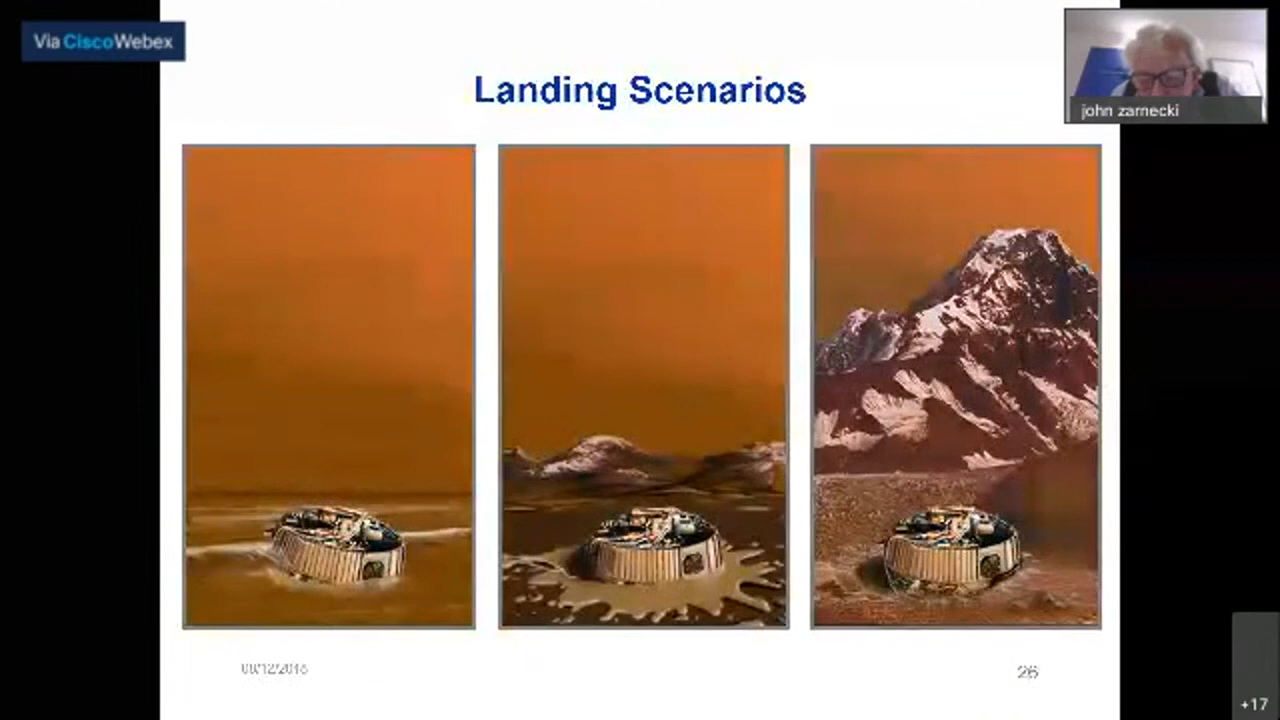 Via CiscoWebex
Landing Scenarios
john zarnecki
26
+17